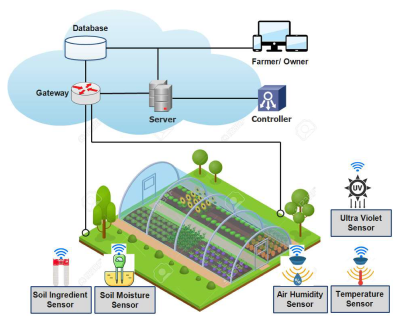 Database
Farmer/ Owner
Gateway
Server
Controller
UV
Ultra Violet
Sensor
Soil Ingredient
Sensor
Soil Moisture
Sensor
Air Humidity
Sensor
Temperature
Sensor